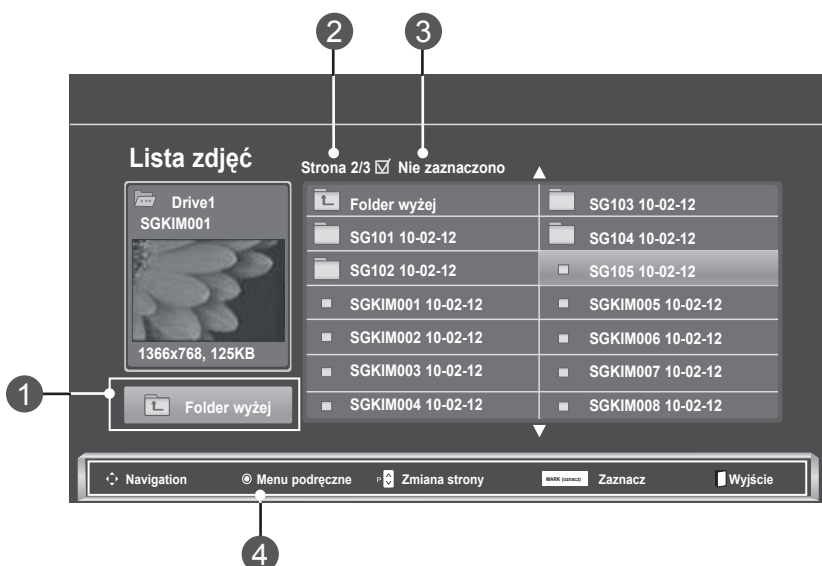 2 3
Lista zdjęć
Strona 2/3 Nie zaznaczono
Drive1
SGKIM001
1366x768, 125KB
1 Folder wyżej
Folder wyżej
SG101 10-02-12
SG102 10-02-12
SGKIM001 10-02-12
SGKIM002 10-02-12
SGKIM003 10-02-12
SGKIM004 10-02-12
SG103 10-02-12
SG104 10-02-12
SG105 10-02-12
SGKIM005 10-02-12
SGKIM006 10-02-12
SGKIM007 10-02-12
SGKIM008 10-02-12
Navigation Menu podręczne P Zmiana strony MARK (oznacz) Zaznacz Wyjście
4